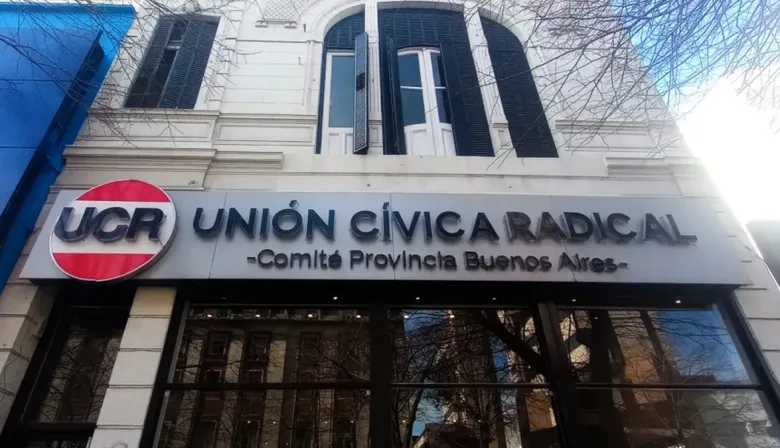 UCR
UNIÓN CÍVICA RADICAL
-Comité Provincia Buenos Aires-